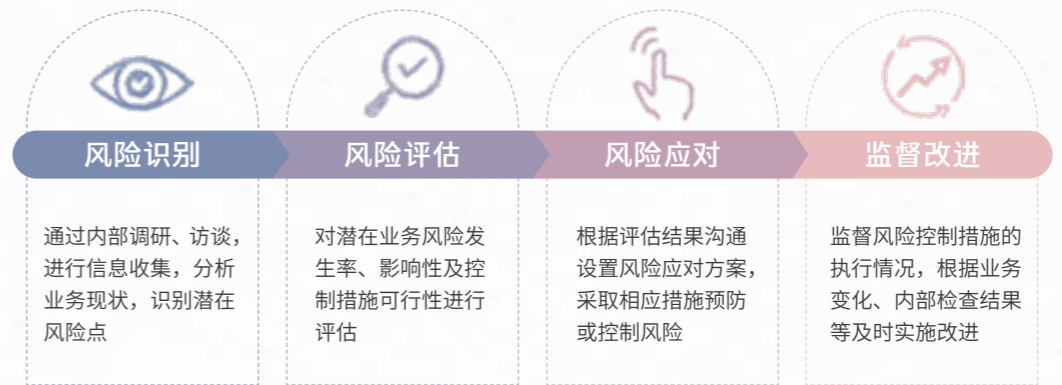 风险识别
风险评估
风险应对
监督改进
通过内部调研、访谈，
进行信息收集，分析
业务现状，识别潜在
风险点
对潜在业务风险发
生率、影响性及控
制措施可行性进行
评估
根据评估结果沟通
设置风险应对方案，
采取相应措施预防
或控制风险
监督风险控制措施的
执行情况，根据业务
变化、内部检查结果
等及时实施改进